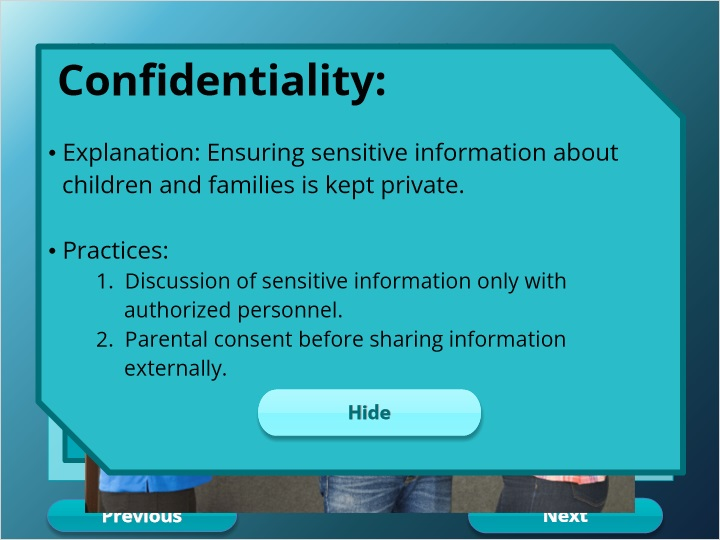 Confidentiality:
• Explanation: Ensuring sensitive information about
children and families is kept private.
• Practices:
1. Discussion of sensitive information only with
authorized personnel.
2. Parental consent before sharing information
externally.
Hide
Previous
Next